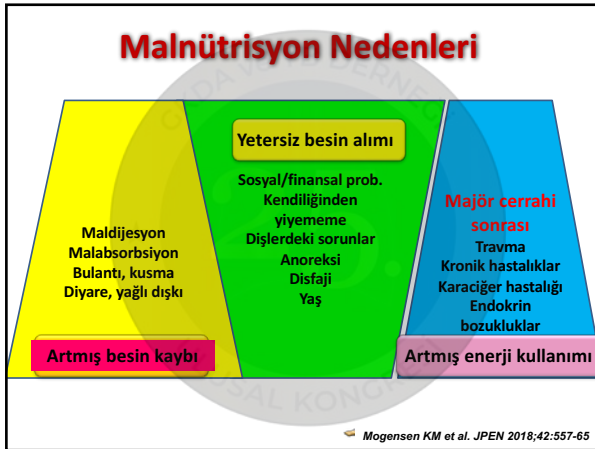 Malnütrisyon Nedenleri
Maldijesyon
Malabsorbsiyon
Bulantı, kusma
Diyare, yağlı dışkı
Artmış besin kaybı
Yetersiz besin alımı
Sosyal/finansal prob.
Kendiliğinden
yiyememe
Dişlerdeki sorunlar
Anoreksi
Disfaji
Yaş
Majör cerrahi
sonrası
Travma
Kronik hastalıklar
Karaciğer hastalığı
Endokrin
bozukluklar
Artmış enerji kullanımı
Mogensen KM et al. JPEN 2018;42:557-65